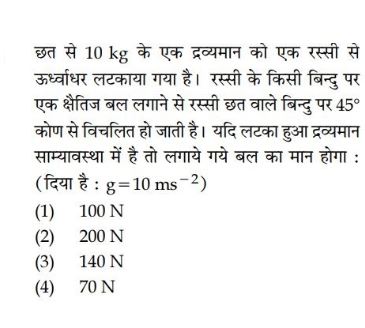 छत से 10 kg के एक द्रव्यमान को एक रस्सी से
ऊर्ध्वाधर लटकाया गया है। रस्सी के किसी बिन्दु पर
एक क्षैतिज बल लगाने से रस्सी छत वाले बिन्दु पर 45°
कोण से विचलित हो जाती है। यदि लटका हुआ द्रव्यमान
साम्यावस्था में है तो लगाये गये बल का मान होगा :
(दिया है : g=10 ms⁻²)
(1) 100 N
(2) 200 N
(3) 140 N
(4) 70 N